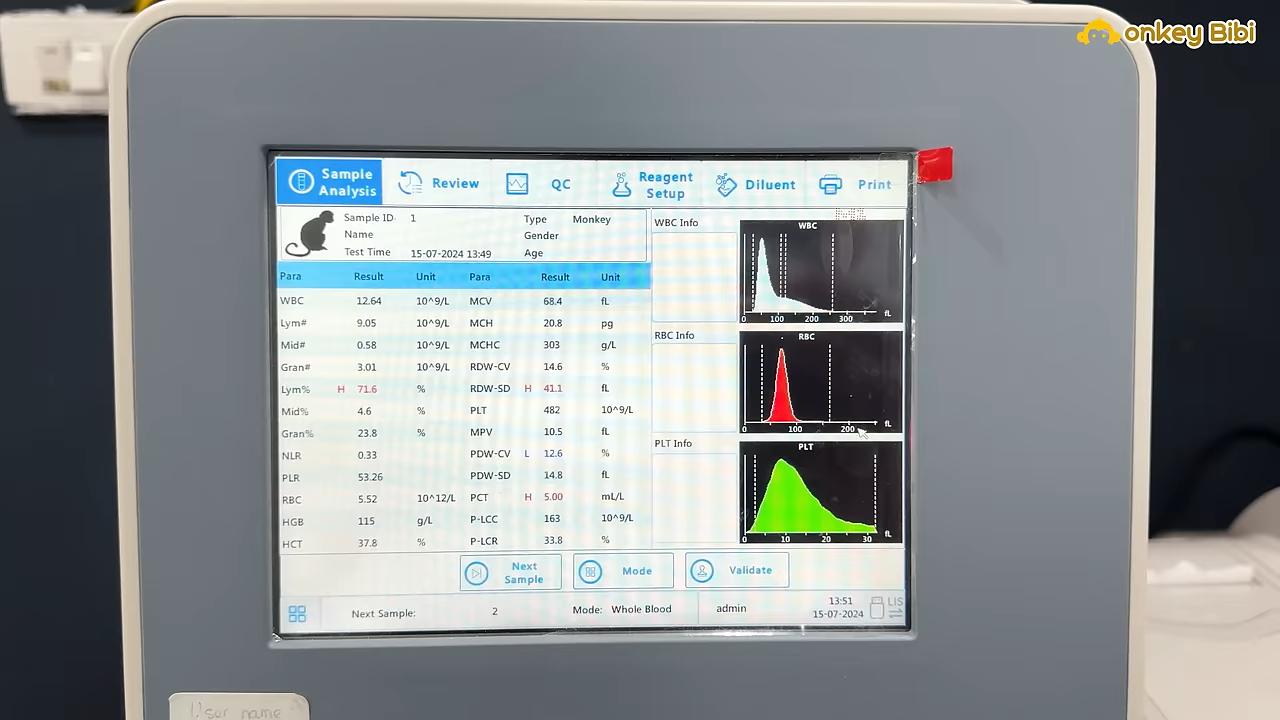 onkey Bibi
Sample Analysis
Review
QC
Reagent Setup
Diluent
Print
Sample ID 1 Type Monkey
Name Gender
Test Time 15-07-2024 13:49 Age
Para Result Unit Para Result Unit
WBC 12.64 10^9/L MCV 68.4 fL
Lym# 9.05 10^9/L MCH 20.8 pg
Mid# 0.58 10^9/L MCHC 303 g/L
Gran# 3.01 10^9/L RDW-CV 14.6 %
Lym% H 71.6 % RDW-SD H 41.1 fL
Mid% 4.6 % PLT 482 10^9/L
Gran% 23.8 % MPV 10.5 fL
NLR 0.33 PDW-CV L 12.6 %
PLR 53.26 PDW-SD 14.8 fL
RBC 5.52 10^12/L PCT H 5.00 mL/L
HGB 115 g/L P-LCC 163 10^9/L
HCT 37.8 % P-LCR 33.8 %
WBC Info
WBC
0 100 200 300 fL
RBC Info
RBC
0 100 200 fL
PLT Info
PLT
0 10 20 30 fL
Next Sample
Mode
Validate
Next Sample: 2 Mode: Whole Blood admin
13:51
15-07-2024
LIS
User name